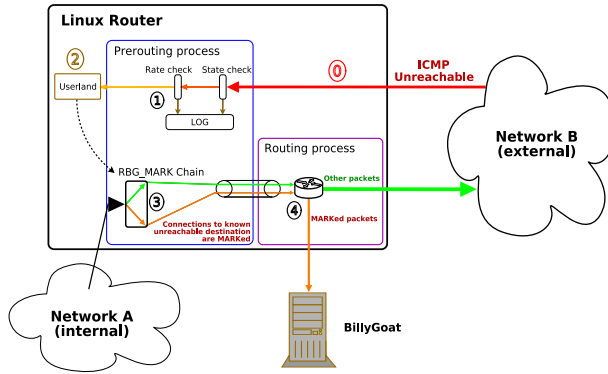 Linux Router
Prerouting process
Rate check
State check
Userland
LOG
ICMP
Unreachable
Network B
(external)
RBG_MARK Chain
Routing process
Other packets
MARKed packets
Connections to known
unreachable destination
are MARKed
Network A
(internal)
BillyGoat
0
1
2
3
4